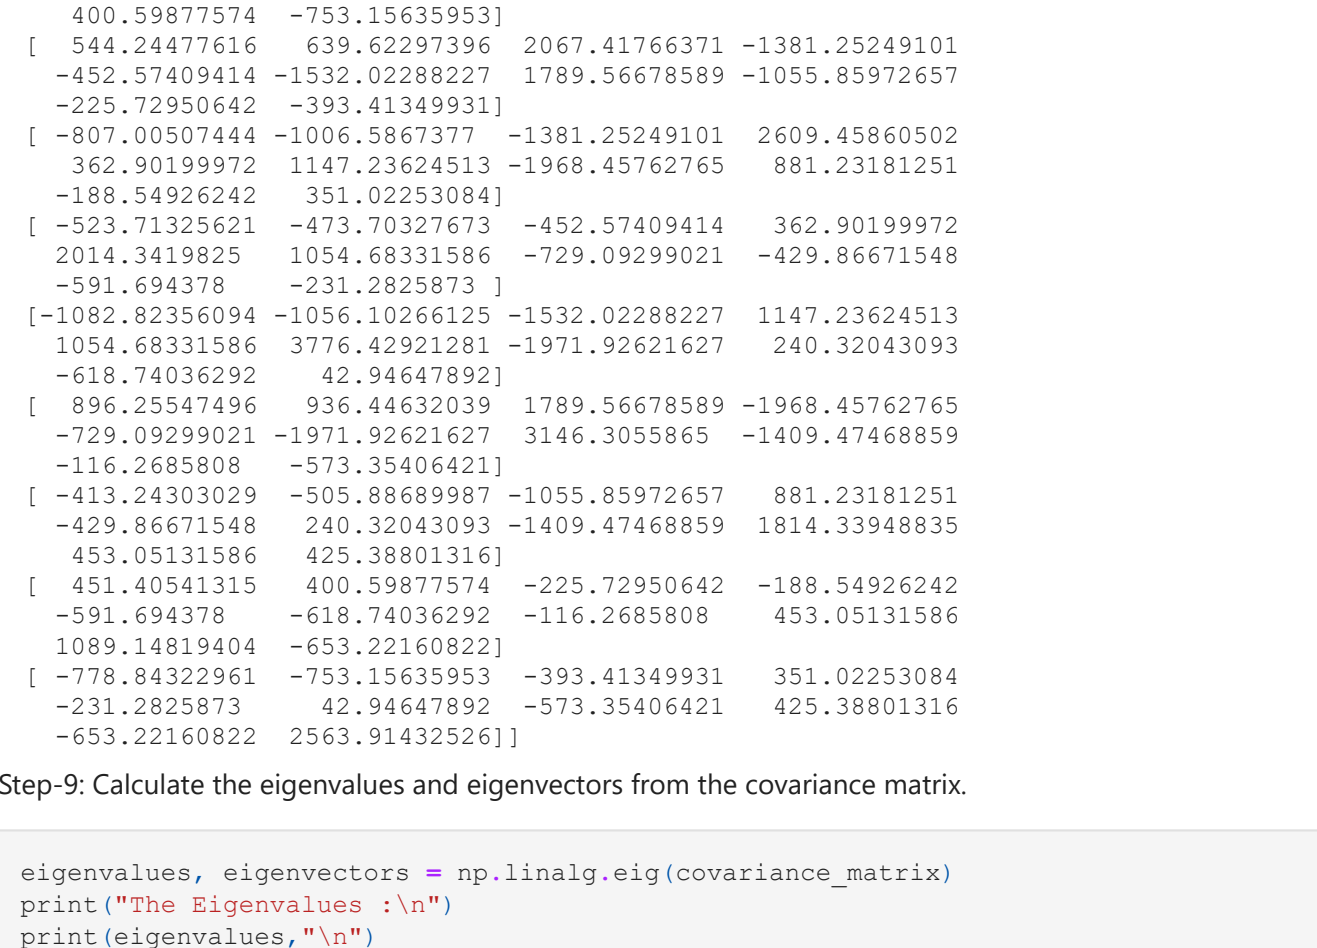 400.59877574 -753.15635953]
[ 544.24477616 639.62297396 2067.41766371 -1381.25249101
-452.57409414 -1532.02288227 1789.56678589 -1055.85972657
-225.72950642 -393.41349931]
[ -807.00507444 -1006.5867377 -1381.25249101 2609.45860502
362.90199972 1147.23624513 -1968.45762765 881.23181251
-188.54926242 351.02253084]
[ -523.71325621 -473.70327673 -452.57409414 362.90199972
2014.3419825 1054.68331586 -729.09299021 -429.86671548
-591.694378 -231.2825873 ]
[-1082.82356094 -1056.10266125 -1532.02288227 1147.23624513
1054.68331586 3776.42921281 -1971.92621627 240.32043093
-618.74036292 42.94647892]
[ 896.25547496 936.44632039 1789.56678589 -1968.45762765
-729.09299021 -1971.92621627 3146.3055865 -1409.47468859
-116.2685808 -573.35406421]
[ -413.24303029 -505.88689987 -1055.85972657 881.23181251
-429.86671548 240.32043093 -1409.47468859 1814.33948835
453.05131586 425.38801316]
[ 451.40541315 400.59877574 -225.72950642 -188.54926242
-591.694378 -618.74036292 -116.2685808 453.05131586
1089.14819404 -653.22160822]
[ -778.84322961 -753.15635953 -393.41349931 351.02253084
-231.2825873 42.94647892 -573.35406421 425.38801316
-653.22160822 2563.91432526]]
Step-9: Calculate the eigenvalues and eigenvectors from the covariance matrix.
eigenvalues, eigenvectors = np.linalg.eig(covariance_matrix)
print("The Eigenvalues :\n")
print(eigenvalues,"\n")